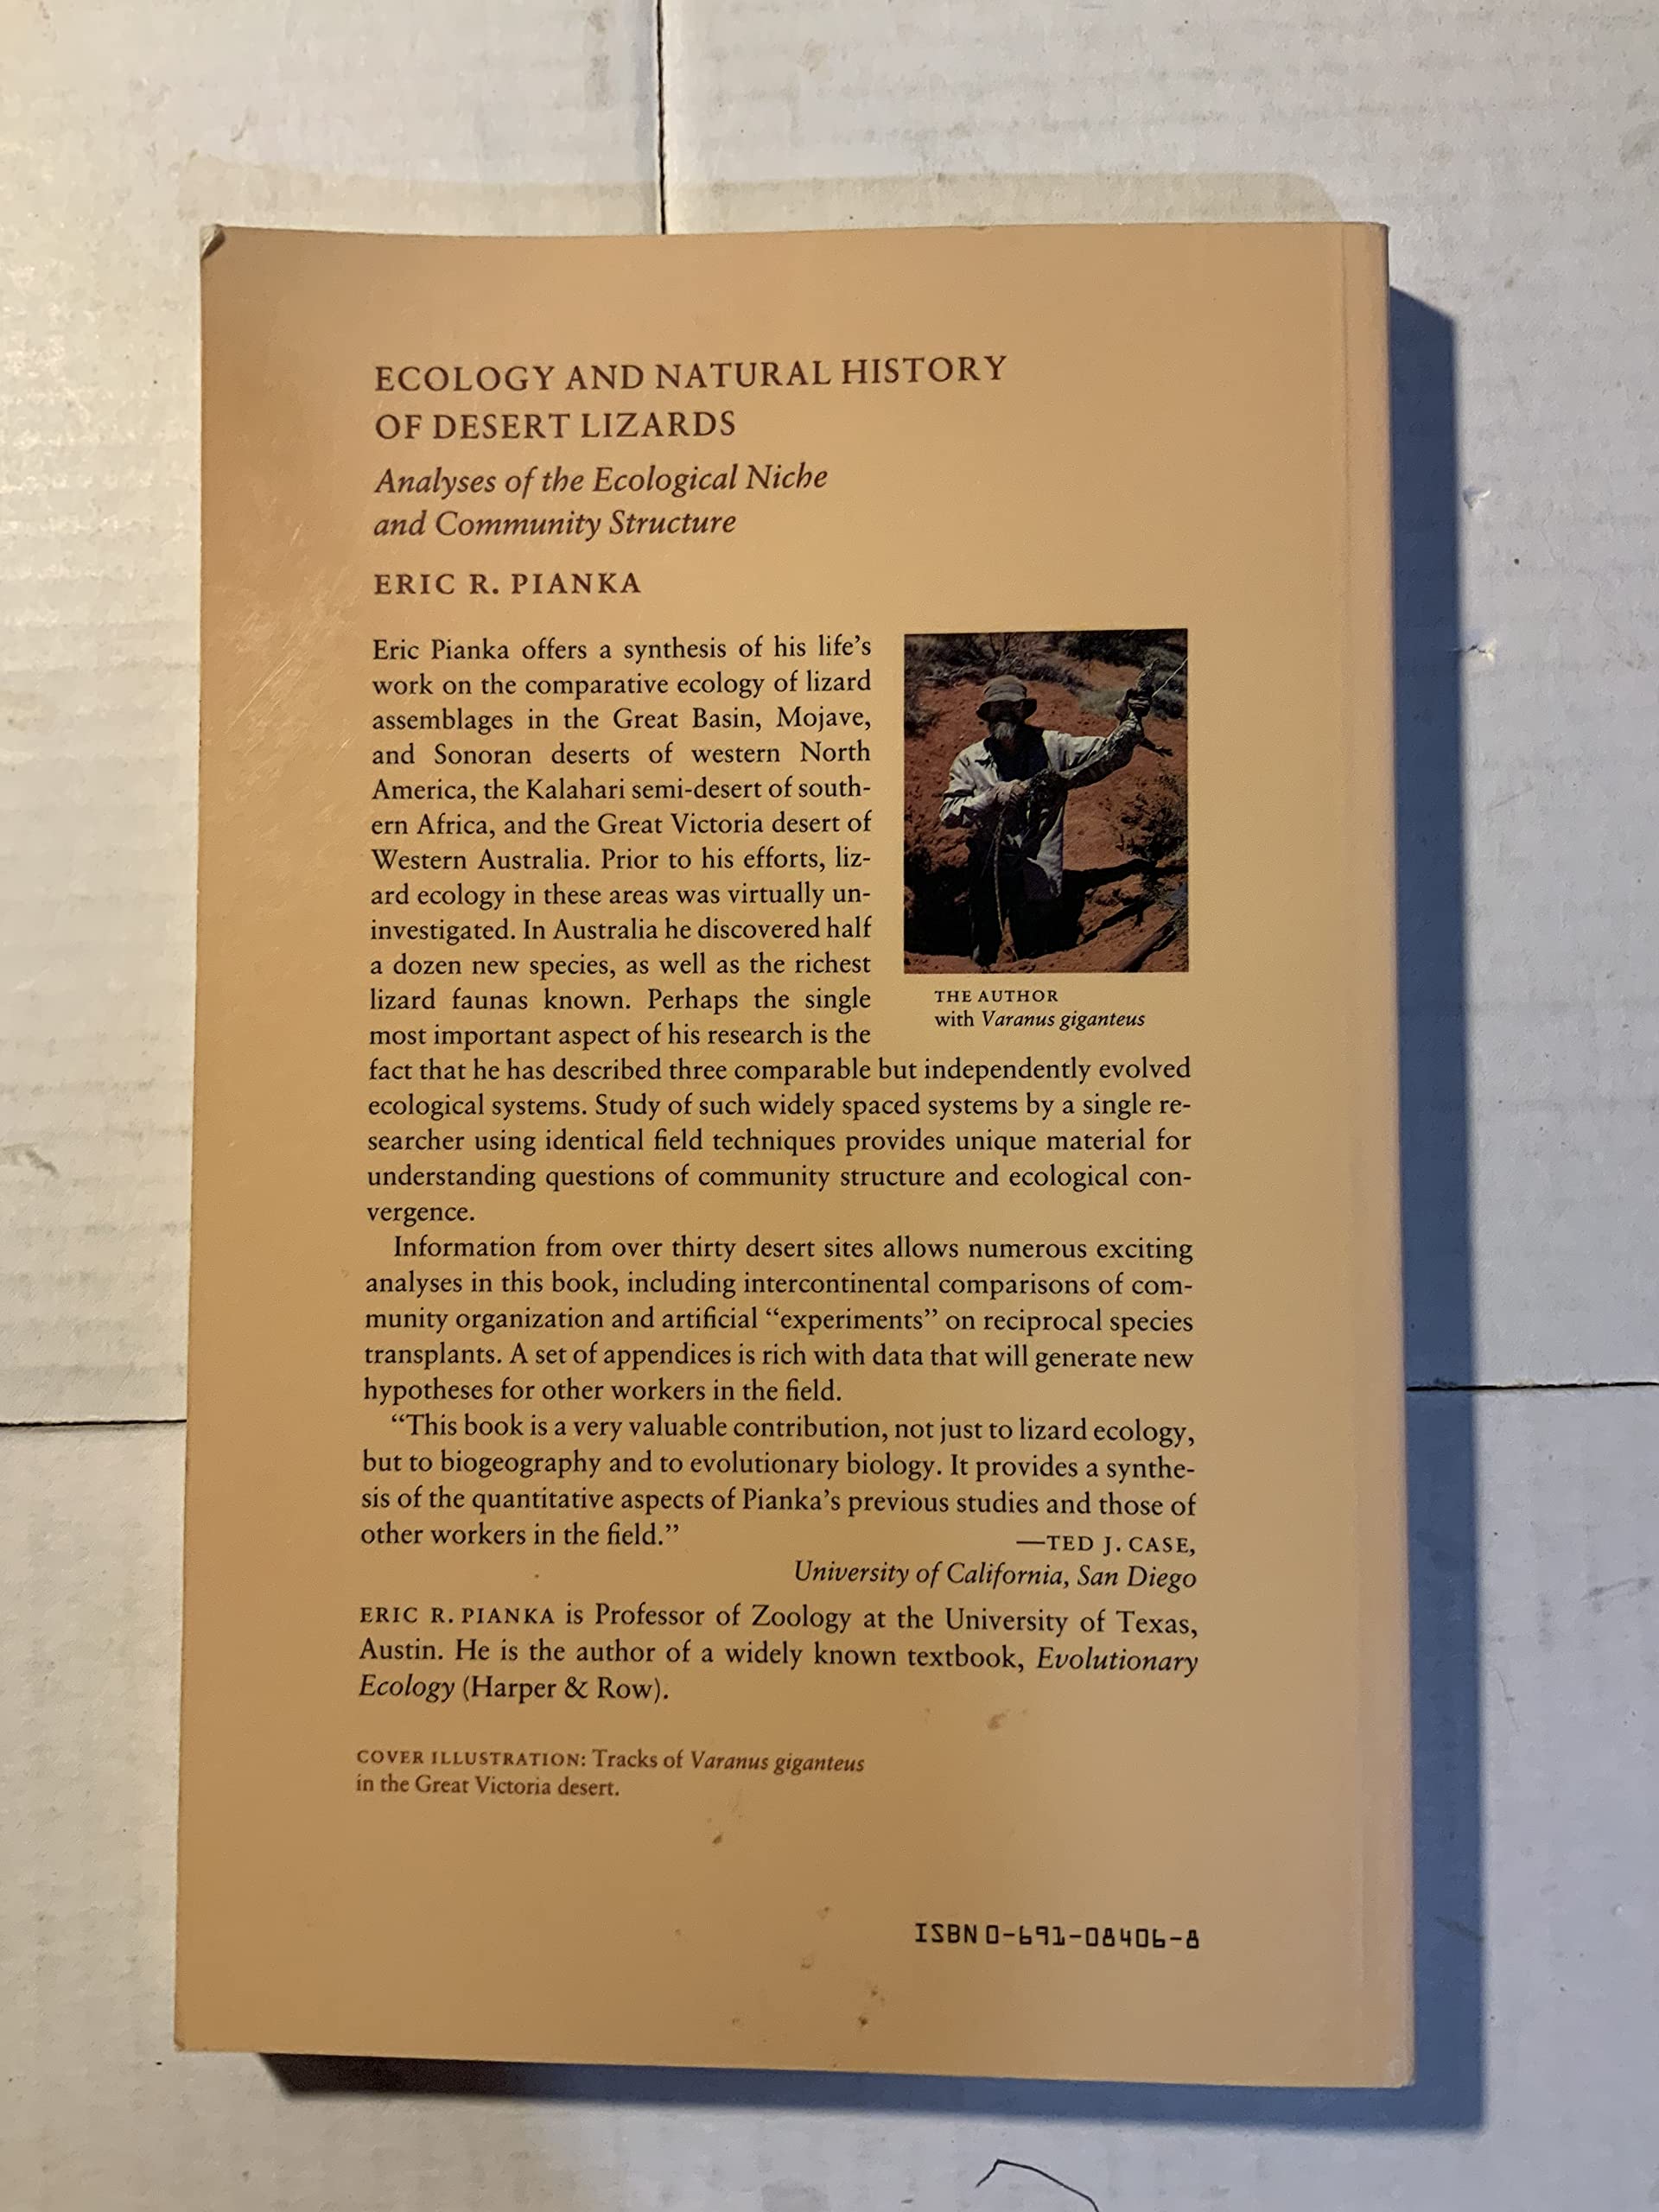 ECOLOGY AND NATURAL HISTORY
OF DESERT LIZARDS
Analyses of the Ecological Niche
and Community Structure
ERIC R. PIANKA
Eric Pianka offers a synthesis of his life's
work on the comparative ecology of lizard
assemblages in the Great Basin, Mojave,
and Sonoran deserts of western North
America, the Kalahari semi-desert of south-
ern Africa, and the Great Victoria desert of
Western Australia. Prior to his efforts, liz-
ard ecology in these areas was virtually un-
investigated. In Australia he discovered half
a dozen new species, as well as the richest
lizard faunas known. Perhaps the single
most important aspect of his research is the
fact that he has described three comparable but independently evolved
ecological systems. Study of such widely spaced systems by a single re-
searcher using identical field techniques provides unique material for
understanding questions of community structure and ecological con-
vergence.
THE AUTHOR
with Varanus giganteus
Information from over thirty desert sites allows numerous exciting
analyses in this book, including intercontinental comparisons of com-
munity organization and artificial “experiments” on reciprocal species
transplants. A set of appendices is rich with data that will generate new
hypotheses for other workers in the field.
“This book is a very valuable contribution, not just to lizard ecology,
but to biogeography and to evolutionary biology. It provides a synthe-
sis of the quantitative aspects of Pianka's previous studies and those of
other workers in the field.” —TED J. CASE,
University of California, San Diego
ERIC R. PIANKA is Professor of Zoology at the University of Texas,
Austin. He is the author of a widely known textbook, Evolutionary
Ecology (Harper & Row).
COVER ILLUSTRATION: Tracks of Varanus giganteus
in the Great Victoria desert.
ISBN 0-691-08406-8